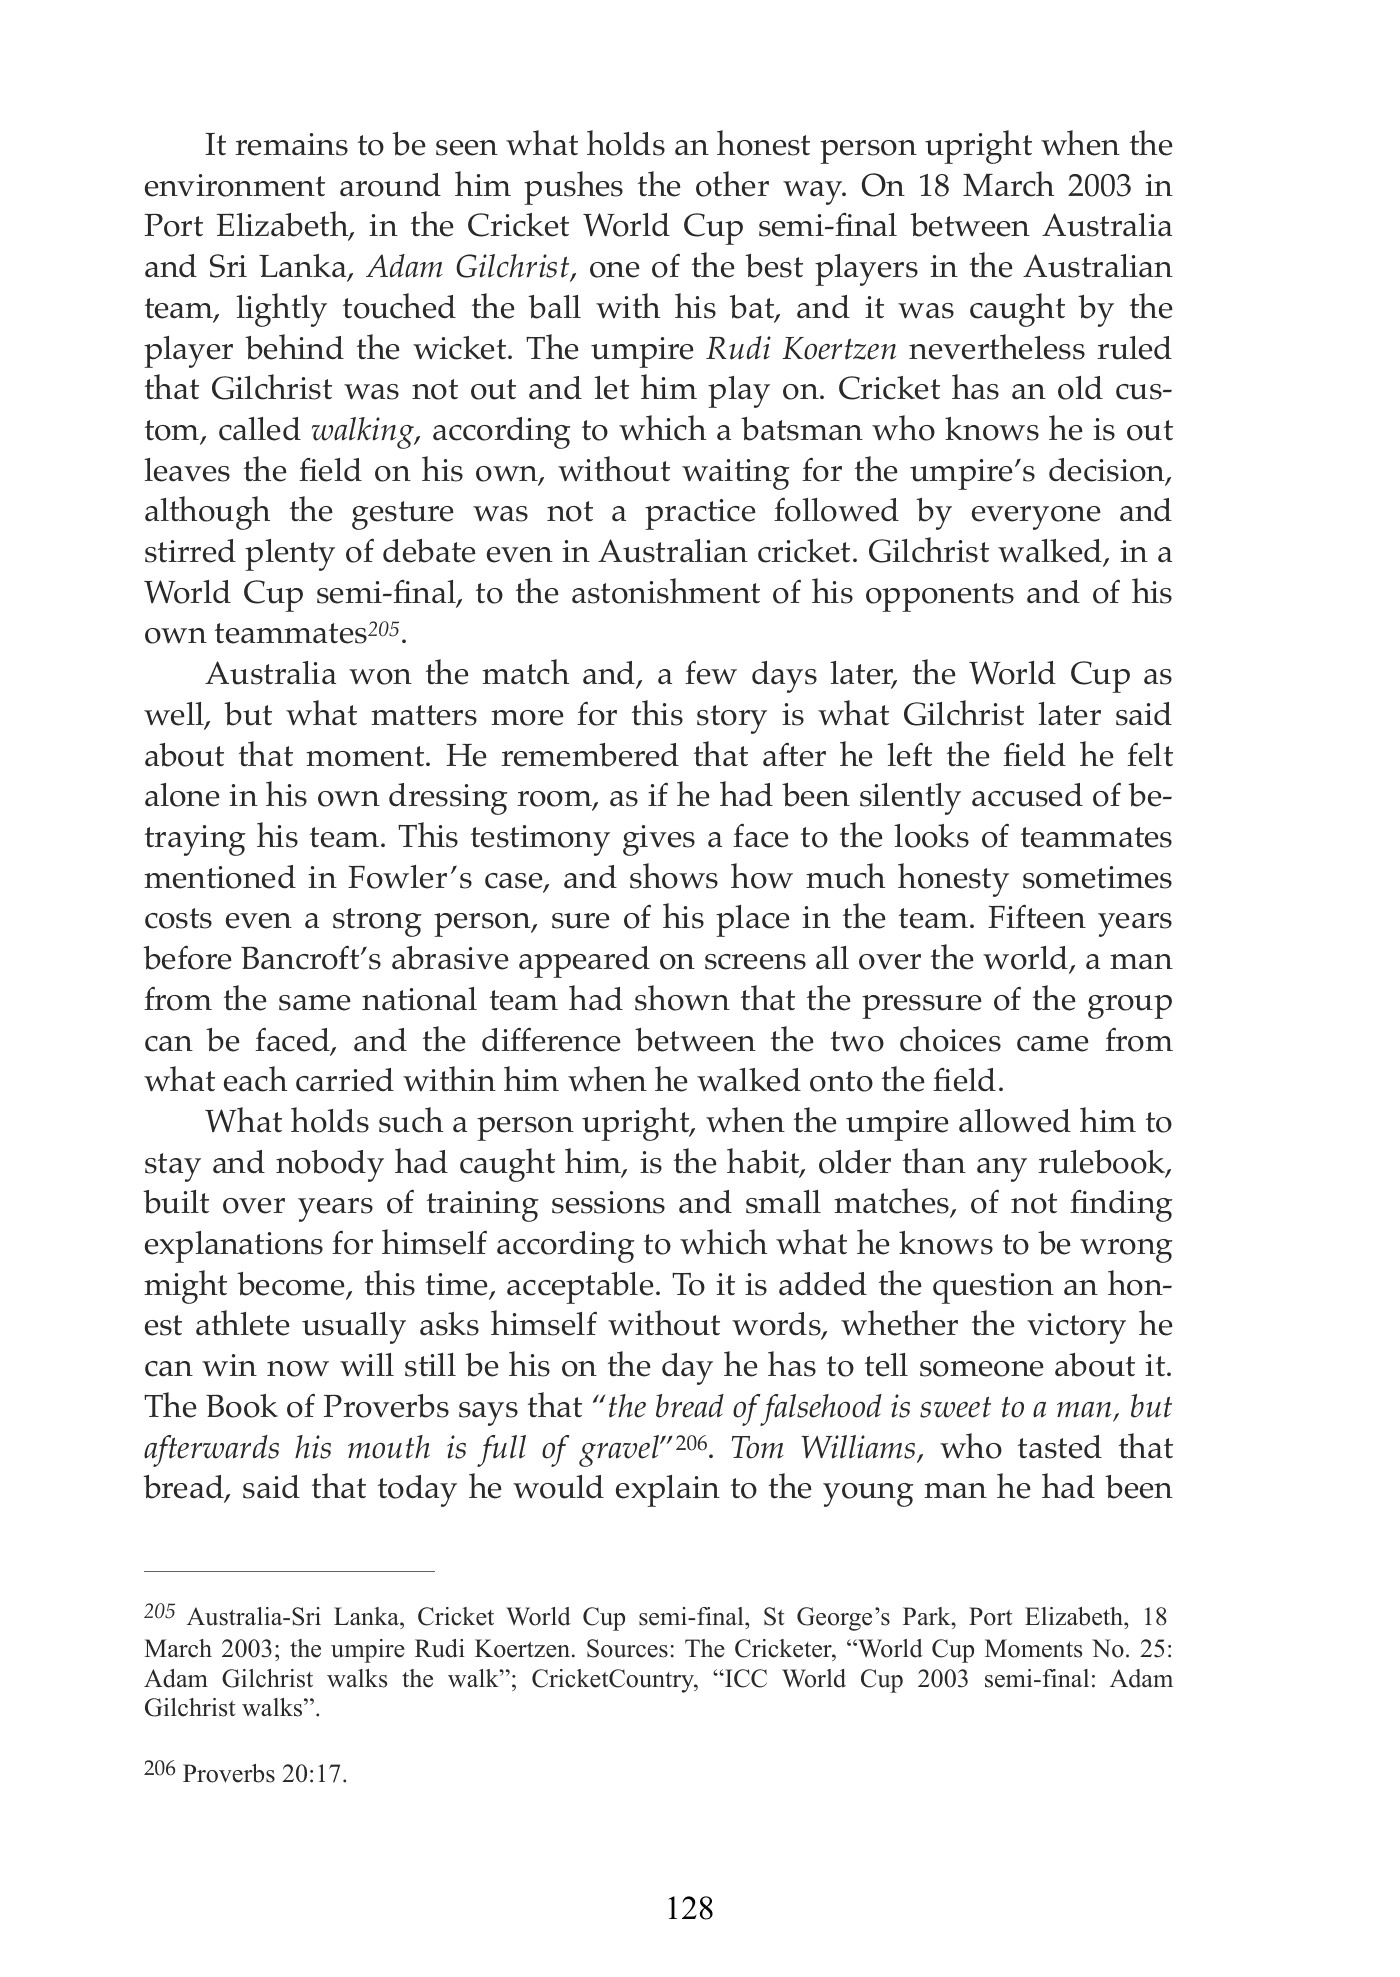 It remains to be seen what holds an honest person upright when the
environment around him pushes the other way. On 18 March 2003 in
Port Elizabeth, in the Cricket World Cup semi-final between Australia
and Sri Lanka, Adam Gilchrist, one of the best players in the Australian
team, lightly touched the ball with his bat, and it was caught by the
player behind the wicket. The umpire Rudi Koertzen nevertheless ruled
that Gilchrist was not out and let him play on. Cricket has an old cus-
tom, called walking, according to which a batsman who knows he is out
leaves the field on his own, without waiting for the umpire’s decision,
although the gesture was not a practice followed by everyone and
stirred plenty of debate even in Australian cricket. Gilchrist walked, in a
World Cup semi-final, to the astonishment of his opponents and of his
own teammates205.
Australia won the match and, a few days later, the World Cup as
well, but what matters more for this story is what Gilchrist later said
about that moment. He remembered that after he left the field he felt
alone in his own dressing room, as if he had been silently accused of be-
traying his team. This testimony gives a face to the looks of teammates
mentioned in Fowler’s case, and shows how much honesty sometimes
costs even a strong person, sure of his place in the team. Fifteen years
before Bancroft’s abrasive appeared on screens all over the world, a man
from the same national team had shown that the pressure of the group
can be faced, and the difference between the two choices came from
what each carried within him when he walked onto the field.
What holds such a person upright, when the umpire allowed him to
stay and nobody had caught him, is the habit, older than any rulebook,
built over years of training sessions and small matches, of not finding
explanations for himself according to which what he knows to be wrong
might become, this time, acceptable. To it is added the question an hon-
est athlete usually asks himself without words, whether the victory he
can win now will still be his on the day he has to tell someone about it.
The Book of Proverbs says that “the bread of falsehood is sweet to a man, but
afterwards his mouth is full of gravel”206. Tom Williams, who tasted that
bread, said that today he would explain to the young man he had been
205 Australia-Sri Lanka, Cricket World Cup semi-final, St George’s Park, Port Elizabeth, 18
March 2003; the umpire Rudi Koertzen. Sources: The Cricketer, “World Cup Moments No. 25:
Adam Gilchrist walks the walk”; CricketCountry, “ICC World Cup 2003 semi-final: Adam
Gilchrist walks”.
206 Proverbs 20:17.
128